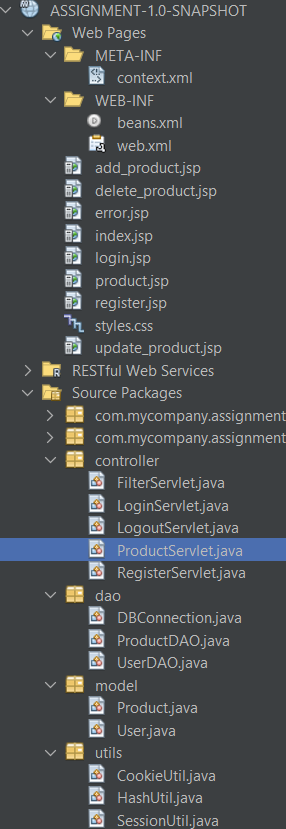 ASSIGNMENT-1.0-SNAPSHOT
Web Pages
META-INF
context.xml
WEB-INF
beans.xml
web.xml
add_product.jsp
delete_product.jsp
error.jsp
index.jsp
login.jsp
product.jsp
register.jsp
styles.css
update_product.jsp
RESTful Web Services
Source Packages
com.mycompany.assignment
com.mycompany.assignment
controller
FilterServlet.java
LoginServlet.java
LogoutServlet.java
ProductServlet.java
RegisterServlet.java
dao
DBConnection.java
ProductDAO.java
UserDAO.java
model
Product.java
User.java
utils
CookieUtil.java
HashUtil.java
SessionUtil.java